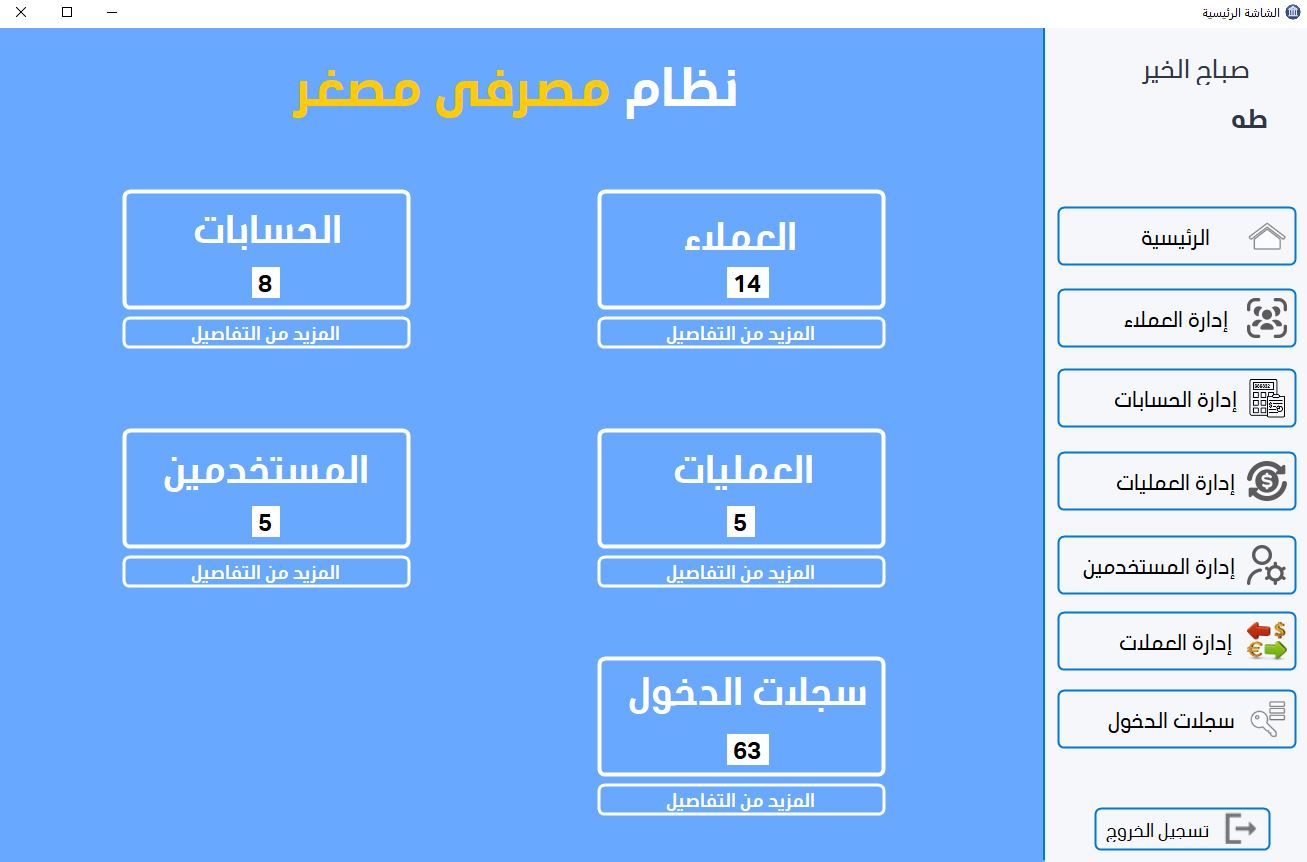 الشاشة الرئيسية
صباح الخير
طه
الرئيسية
إدارة العملاء
إدارة الحسابات
إدارة العمليات
إدارة المستخدمين
إدارة العملات
سجلات الدخول
تسجيل الخروج
نظام مصرفى مصغر
العملاء
14
المزيد من التفاصيل
الحسابات
8
المزيد من التفاصيل
العمليات
5
المزيد من التفاصيل
المستخدمين
5
المزيد من التفاصيل
سجلات الدخول
63
المزيد من التفاصيل